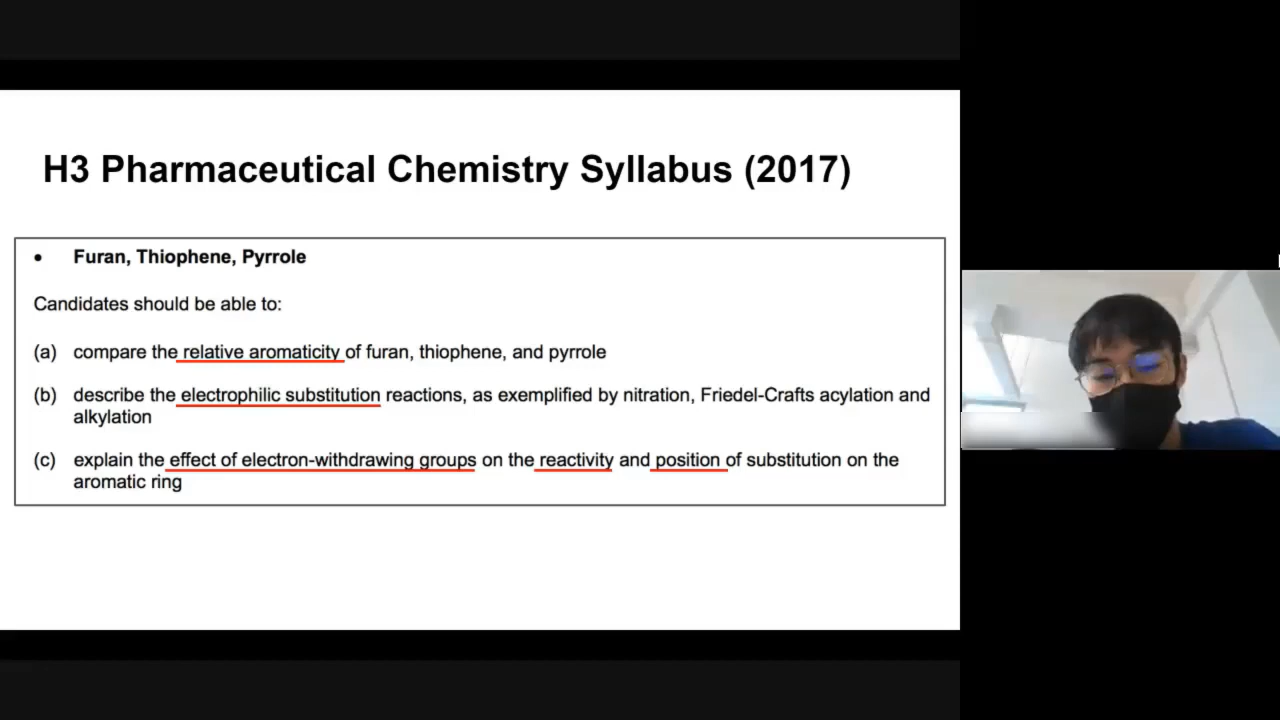 H3 Pharmaceutical Chemistry Syllabus (2017)
• Furan, Thiophene, Pyrrole
Candidates should be able to:
(a) compare the relative aromaticity of furan, thiophene, and pyrrole
(b) describe the electrophilic substitution reactions, as exemplified by nitration, Friedel-Crafts acylation and
alkylation
(c) explain the effect of electron-withdrawing groups on the reactivity and position of substitution on the
aromatic ring